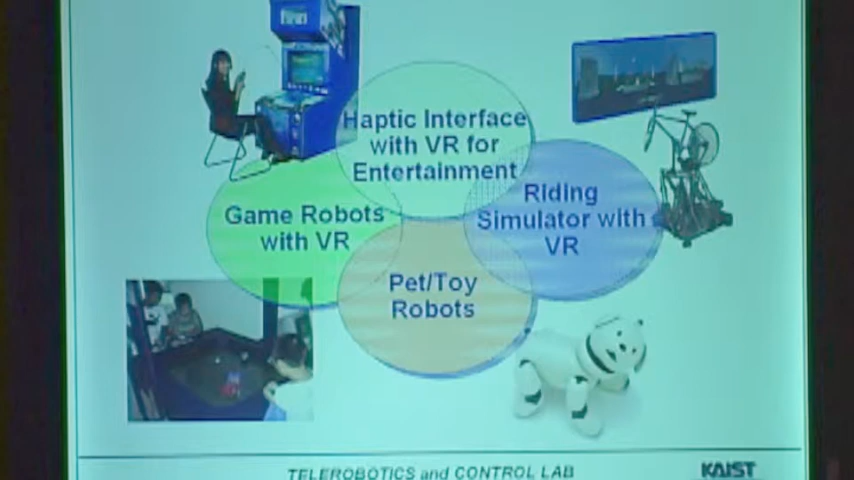 Haptic Interface
with VR for
Entertainment
Game Robots
with VR
Riding
Simulator with
VR
Pet/Toy
Robots
TELEROBOTICS and CONTROL LAB
KAIST